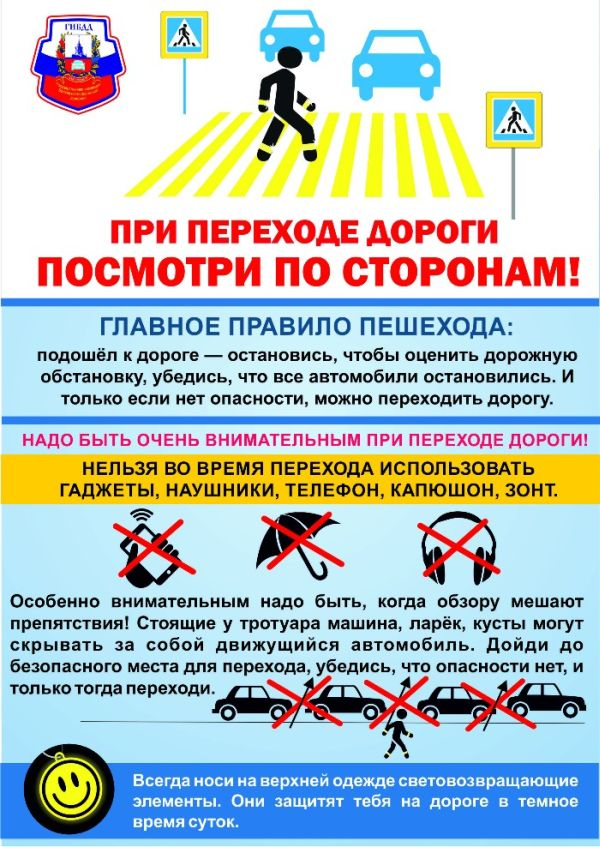 ГИБДД
ПРИ ПЕРЕХОДЕ ДОРОГИ
ПОСМОТРИ ПО СТОРОНАМ!
ГЛАВНОЕ ПРАВИЛО ПЕШЕХОДА:
подошёл к дороге — остановись, чтобы оценить дорожную
обстановку, убедись, что все автомобили остановились. И
только если нет опасности, можно переходить дорогу.
НАДО БЫТЬ ОЧЕНЬ ВНИМАТЕЛЬНЫМ ПРИ ПЕРЕХОДЕ ДОРОГИ!
НЕЛЬЗЯ ВО ВРЕМЯ ПЕРЕХОДА ИСПОЛЬЗОВАТЬ
ГАДЖЕТЫ, НАУШНИКИ, ТЕЛЕФОН, КАПЮШОН, ЗОНТ.
Особенно внимательным надо быть, когда обзору мешают
препятствия! Стоящие у тротуара машина, ларёк, кусты могут
скрывать за собой движущийся автомобиль. Дойди до
безопасного места для перехода, убедись, что опасности нет, и
только тогда переходи.
Всегда носи на верхней одежде световозвращающие
элементы. Они защитят тебя на дороге в темное
время суток.